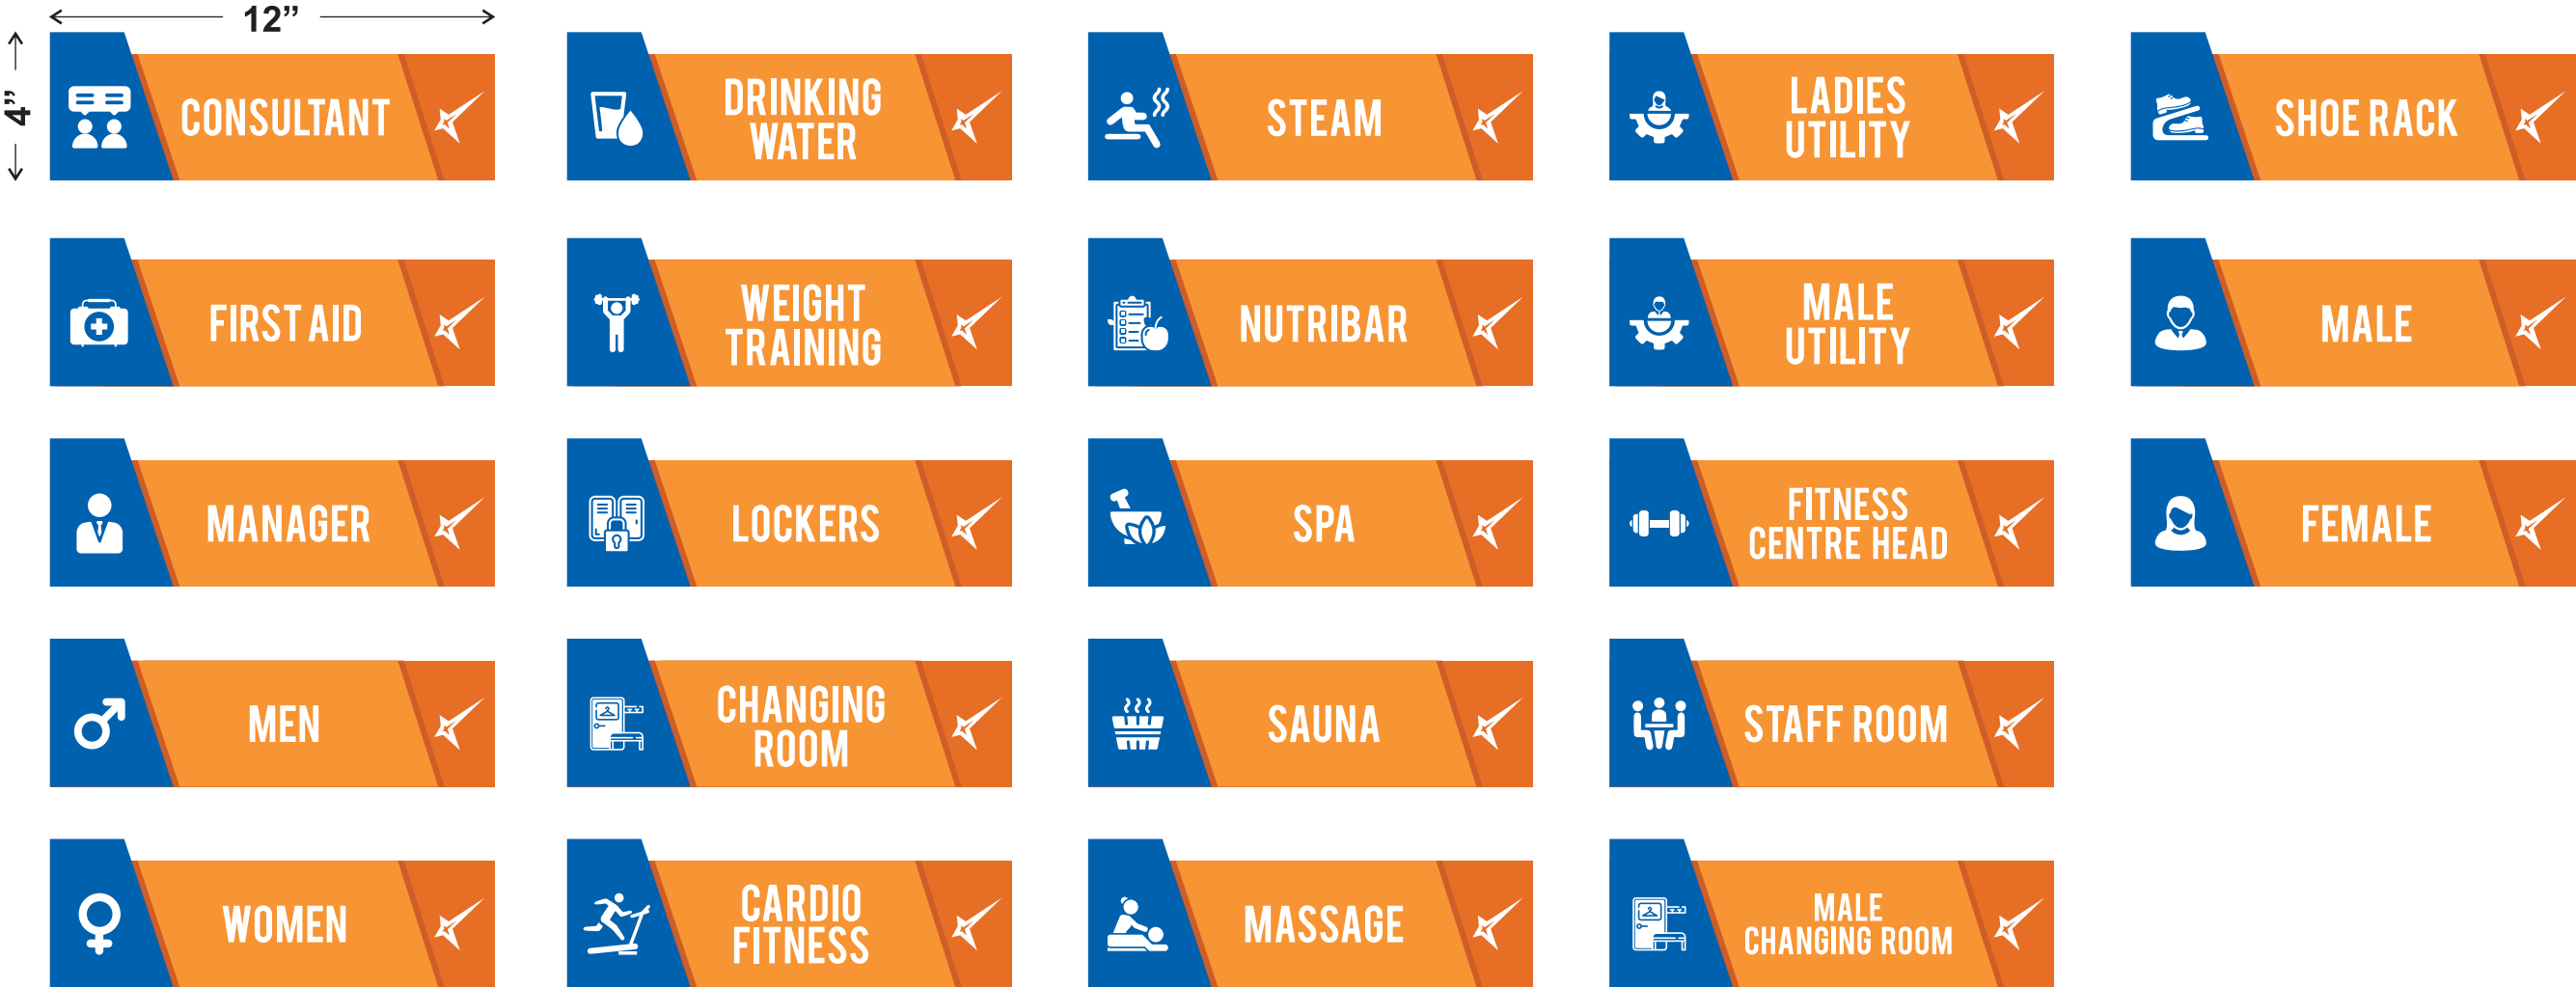 12”
4”
CONSULTANT
DRINKING
WATER
STEAM
LADIES
UTILITY
SHOE RACK
FIRST AID
WEIGHT
TRAINING
NUTRIBAR
MALE
UTILITY
MALE
MANAGER
LOCKERS
SPA
FITNESS
CENTRE HEAD
FEMALE
MEN
CHANGING
ROOM
SAUNA
STAFF ROOM
WOMEN
CARDIO
FITNESS
MASSAGE
MALE
CHANGING ROOM